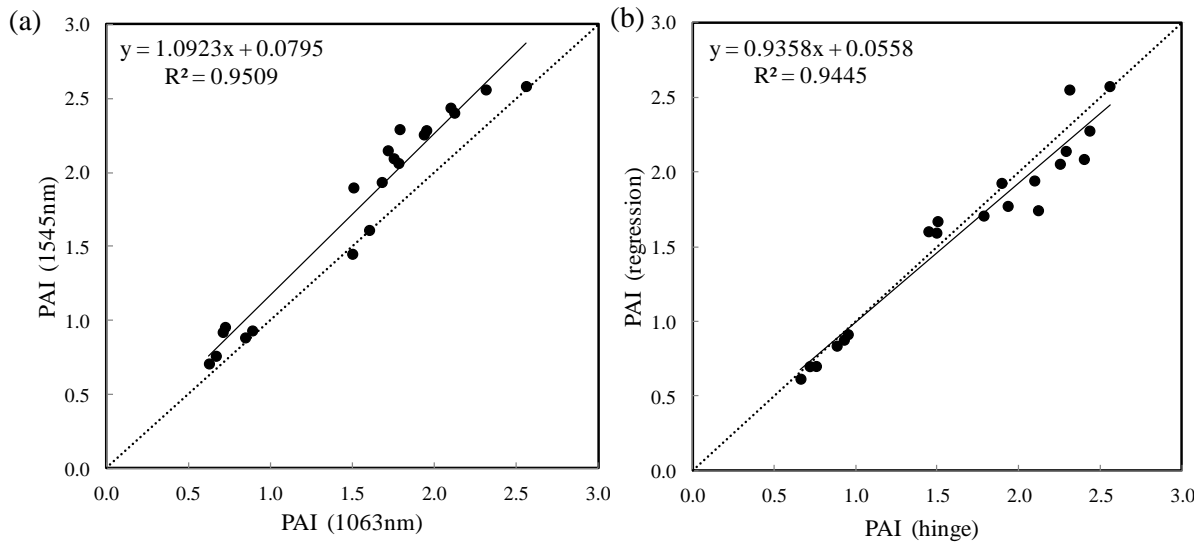 (a)
y = 1.0923x + 0.0795
R² = 0.9509
3.0
2.5
2.0
1.5
1.0
0.5
0.0
PAI (1545nm)
0.0 0.5 1.0 1.5 2.0 2.5 3.0
PAI (1063nm)
(b)
y = 0.9358x + 0.0558
R² = 0.9445
3.0
2.5
2.0
1.5
1.0
0.5
0.0
PAI (regression)
0.0 0.5 1.0 1.5 2.0 2.5 3.0
PAI (hinge)